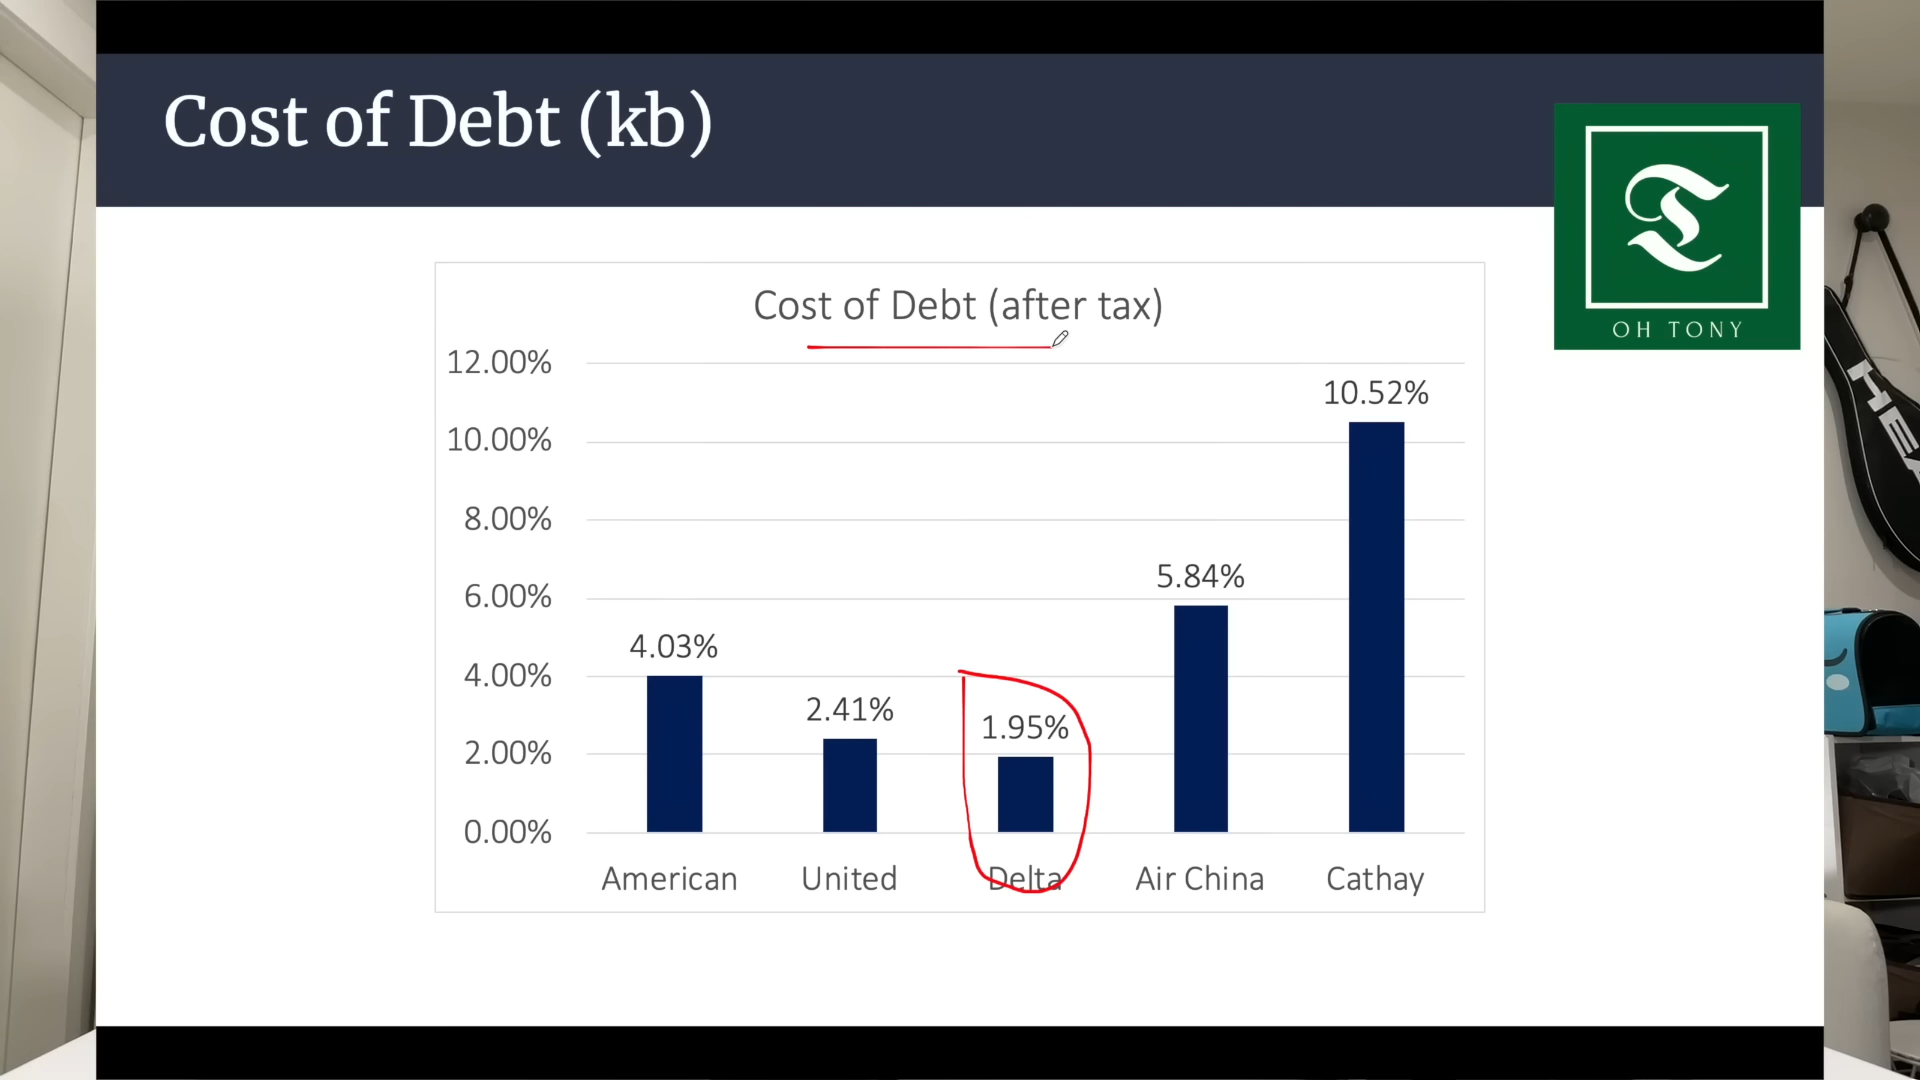 Cost of Debt (kb)
OH TONY
Cost of Debt (after tax)
12.00%
10.00%
8.00%
6.00%
4.00%
2.00%
0.00%
4.03%
2.41%
1.95%
5.84%
10.52%
American
United
Delta
Air China
Cathay